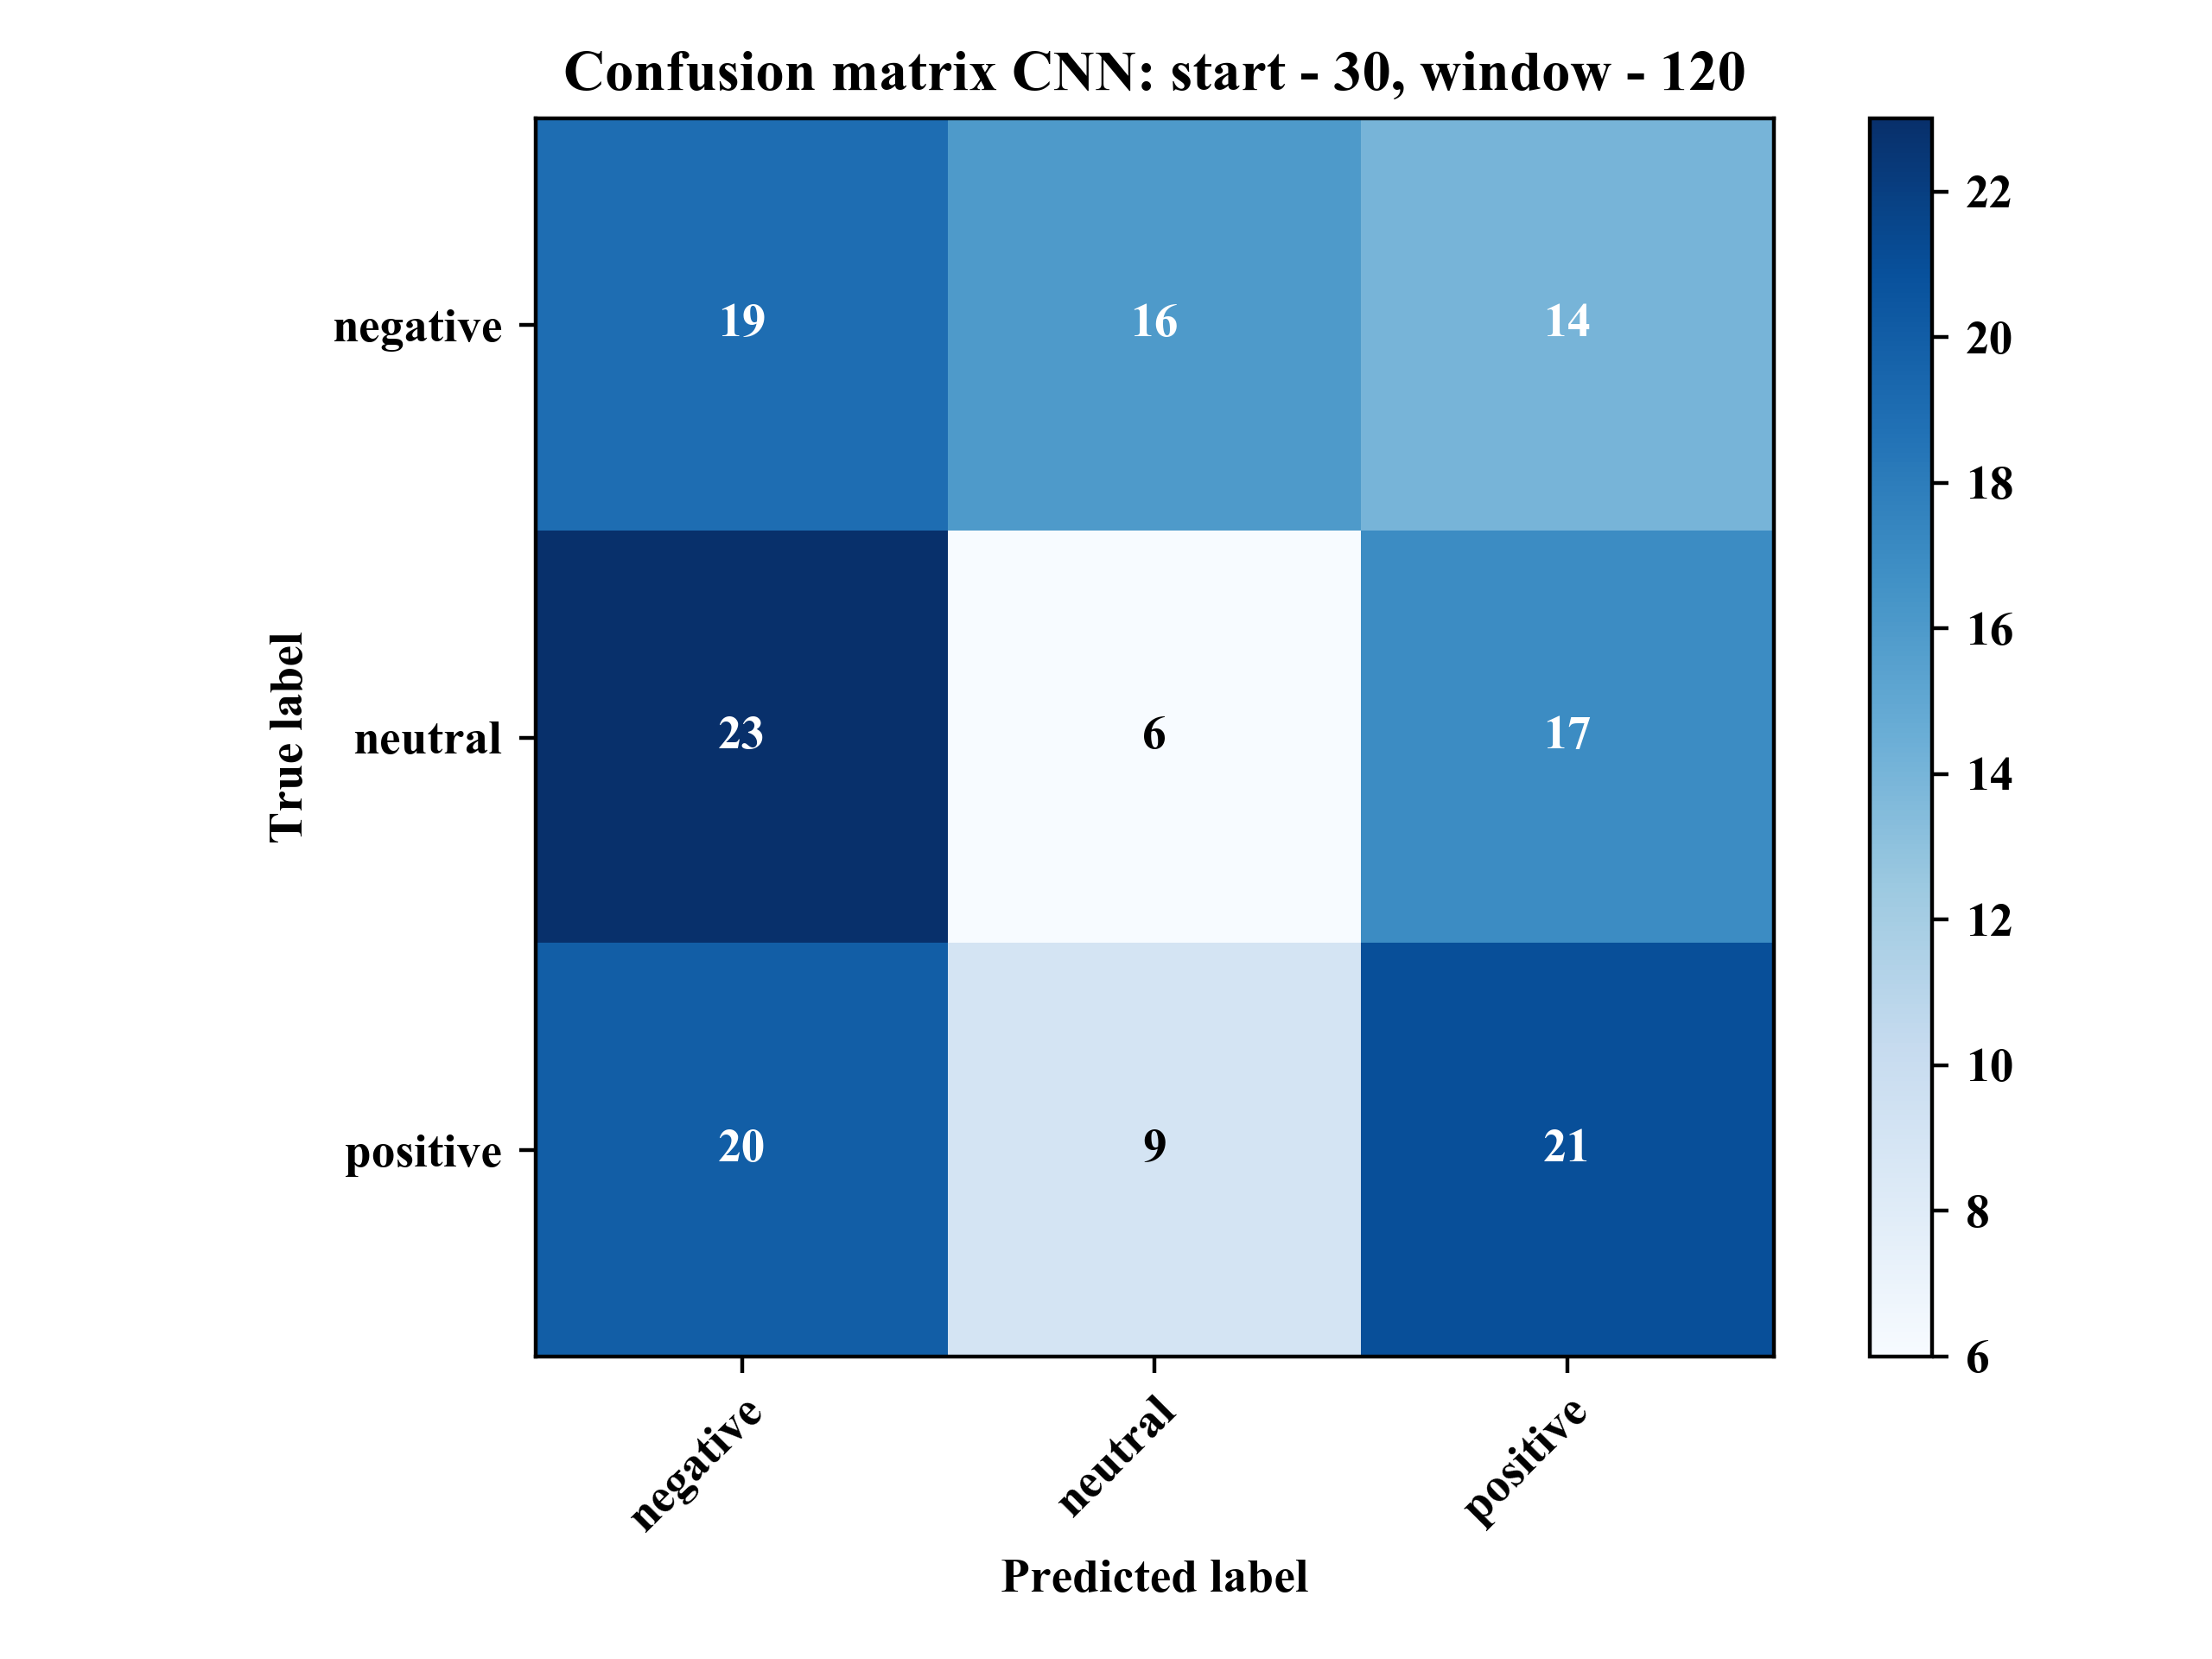 Confusion matrix CNN: start - 30, window - 120
True label
negative
19 16 14
neutral
23 6 17
positive
20 9 21
negative
neutral
positive
Predicted label
22
20
18
16
14
12
10
8
6